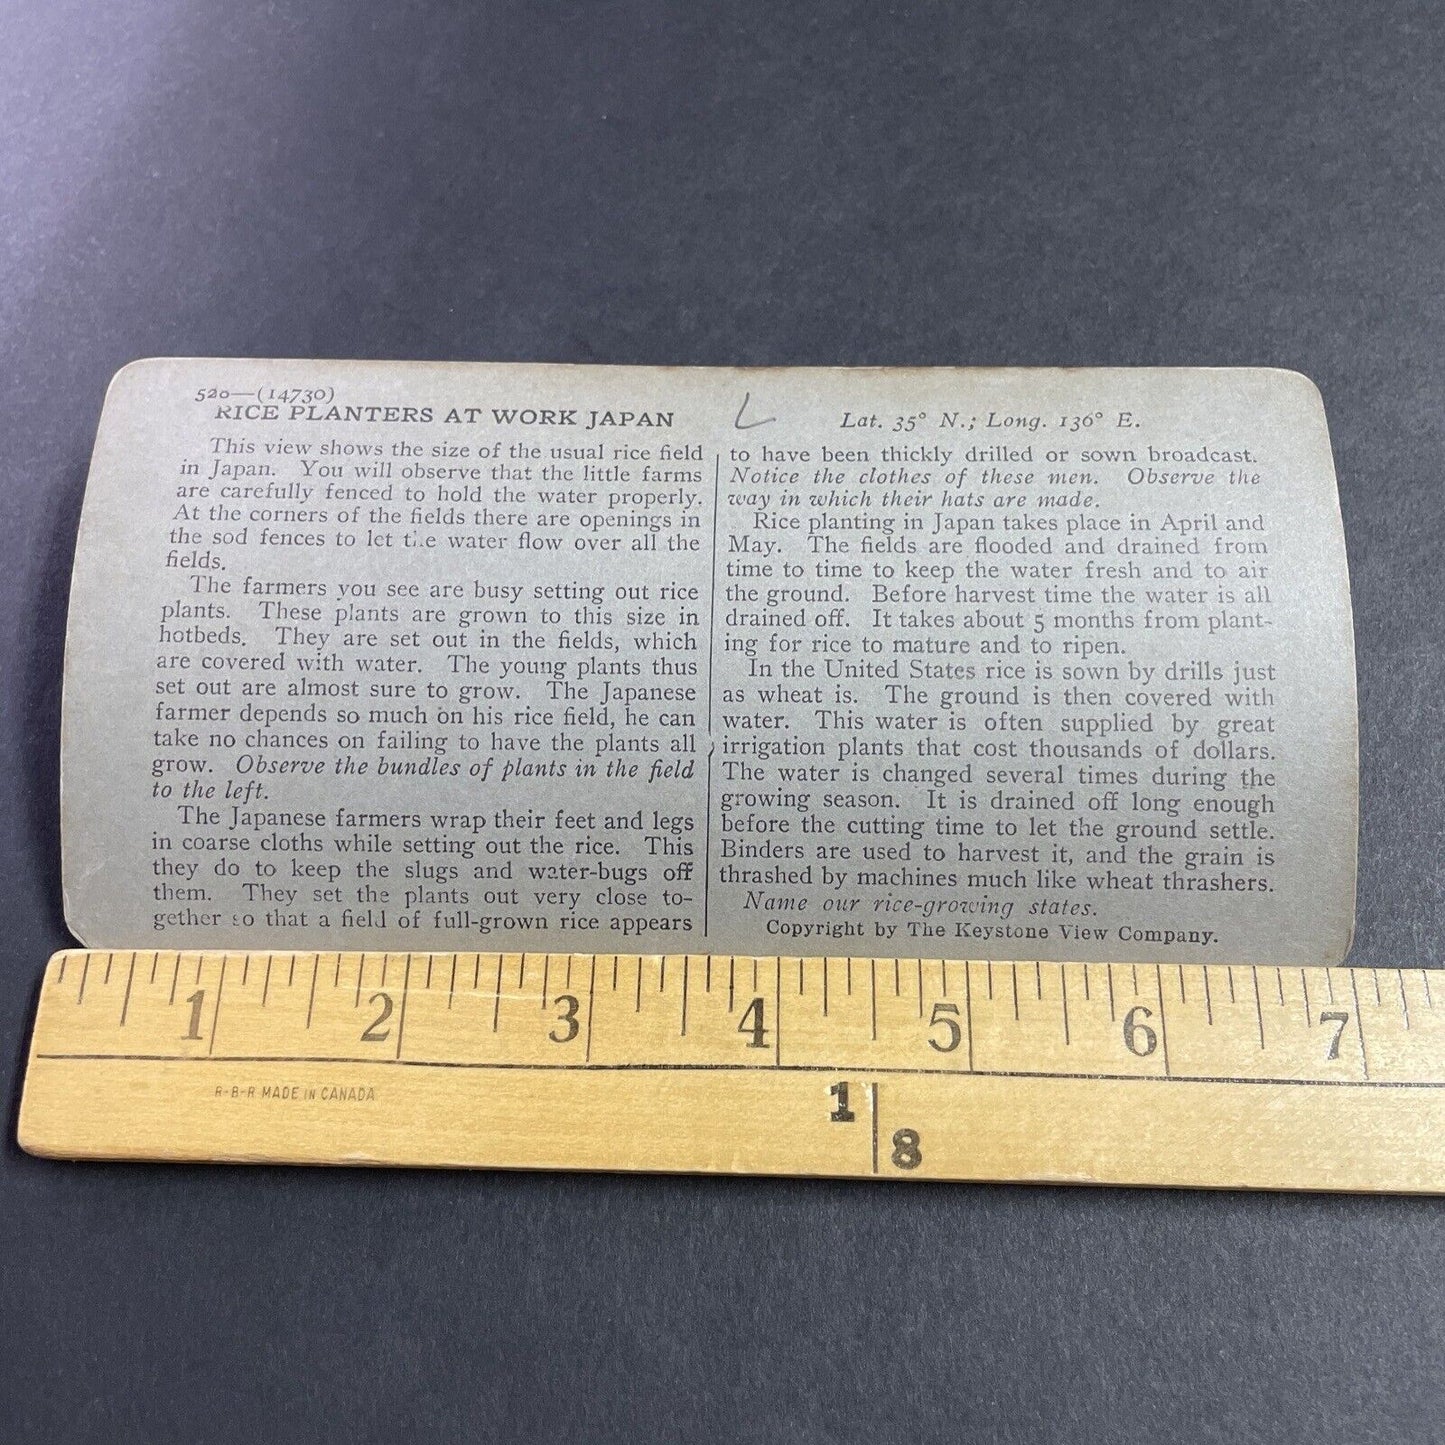 520—(14730)
RICE PLANTERS AT WORK JAPAN
L
Lat. 35° N.; Long. 136° E.
This view shows the size of the usual rice field
in Japan. You will observe that the little farms
are carefully fenced to hold the water properly.
At the corners of the fields there are openings in
the sod fences to let the water flow over all the
fields.
The farmers you see are busy setting out rice
plants. These plants are grown to this size in
hotbeds. They are set out in the fields, which
are covered with water. The young plants thus
set out are almost sure to grow. The Japanese
farmer depends so much on his rice field, he can
take no chances on failing to have the plants all
grow. Observe the bundles of plants in the field
to the left.
The Japanese farmers wrap their feet and legs
in coarse cloths while setting out the rice. This
they do to keep the slugs and water-bugs off
them. They set the plants out very close to-
gether so that a field of full-grown rice appears
to have been thickly drilled or sown broadcast.
Notice the clothes of these men. Observe the
way in which their hats are made.
Rice planting in Japan takes place in April and
May. The fields are flooded and drained from
time to time to keep the water fresh and to air
the ground. Before harvest time the water is all
drained off. It takes about 5 months from plant-
ing for rice to mature and to ripen.
In the United States rice is sown by drills just
as wheat is. The ground is then covered with
water. This water is often supplied by great
irrigation plants that cost thousands of dollars.
The water is changed several times during the
growing season. It is drained off long enough
before the cutting time to let the ground settle.
Binders are used to harvest it, and the grain is
thrashed by machines much like wheat thrashers.
Name our rice-growing states.
Copyright by The Keystone View Company.
1 2 3 4 5 6 7
R-B-R MADE IN CANADA
1
8